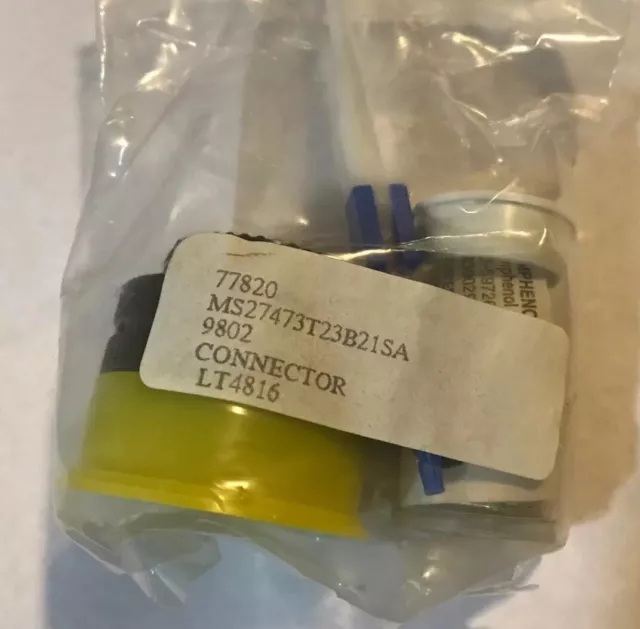 77820
MS27473T23B21SA
9802
CONNECTOR
LT4816